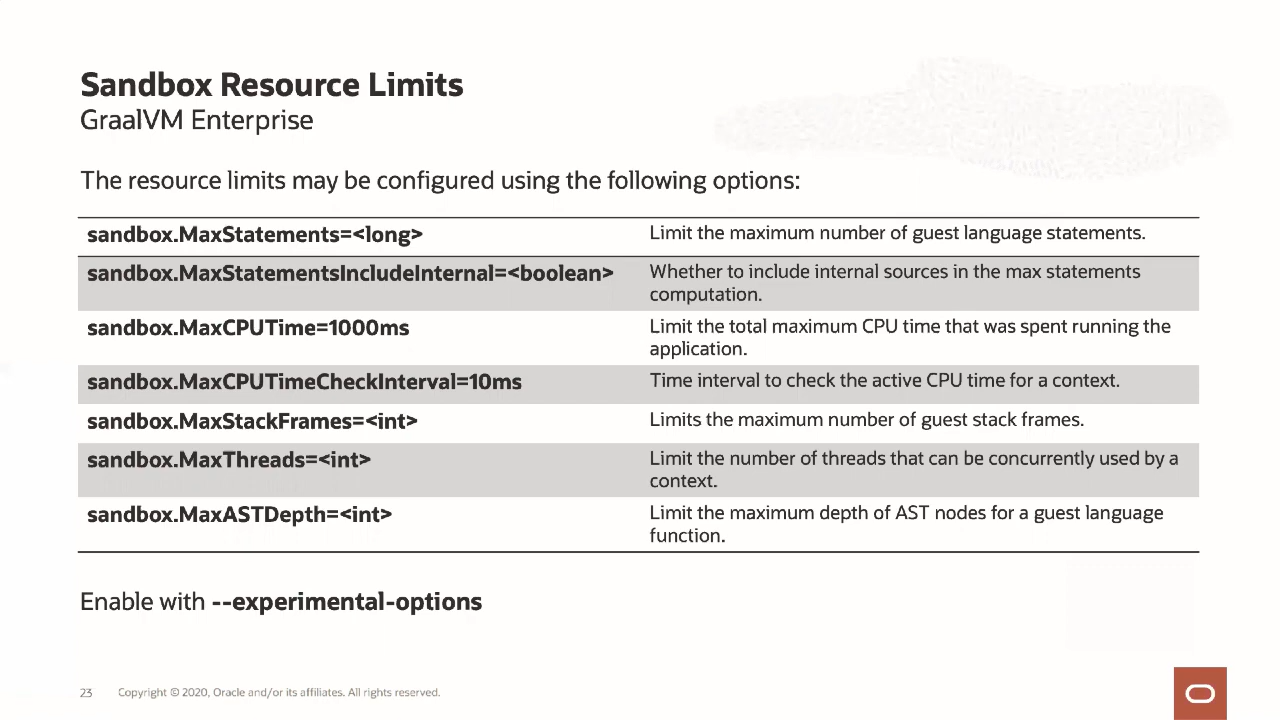 Sandbox Resource Limits
GraalVM Enterprise
The resource limits may be configured using the following options:
sandbox.MaxStatements=<long>
Limit the maximum number of guest language statements.
sandbox.MaxStatementsIncludeInternal=<boolean>
Whether to include internal sources in the max statements
computation.
sandbox.MaxCPUTime=1000ms
Limit the total maximum CPU time that was spent running the
application.
sandbox.MaxCPUTimeCheckInterval=10ms
Time interval to check the active CPU time for a context.
sandbox.MaxStackFrames=<int>
Limits the maximum number of guest stack frames.
sandbox.MaxThreads=<int>
Limit the number of threads that can be concurrently used by a
context.
sandbox.MaxASTDepth=<int>
Limit the maximum depth of AST nodes for a guest language
function.
Enable with --experimental-options
23 Copyright © 2020, Oracle and/or its affiliates. All rights reserved.